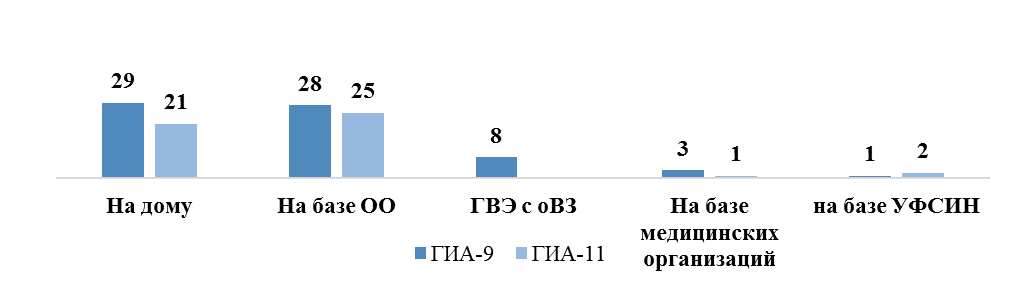 29
21
28
25
8
3
1
1
2
На дому
На базе ОО
ГВЭ с оВЗ
На базе
медицинских
организаций
на базе УФСИН
ГИА-9
ГИА-11